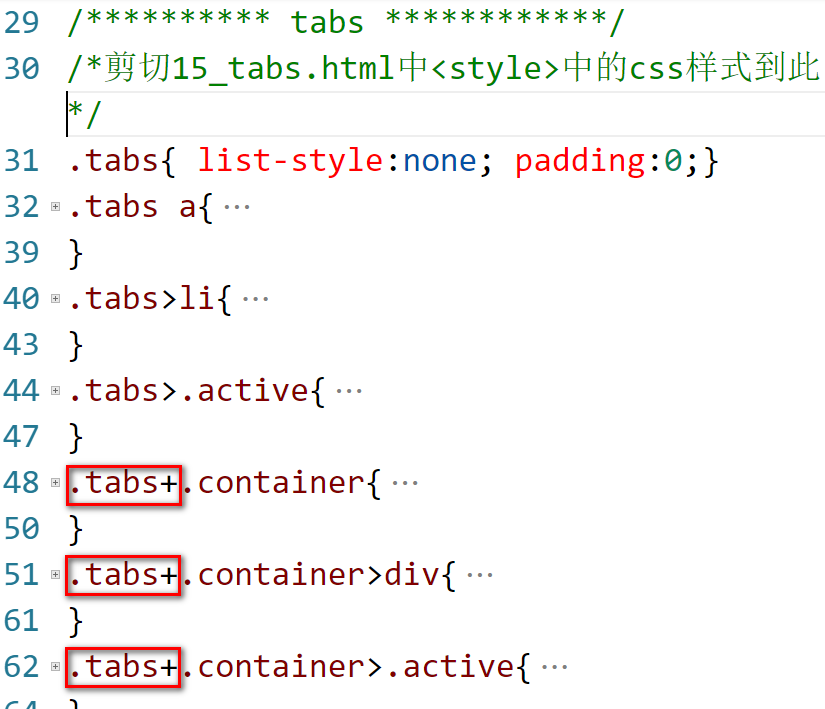 29 /********** tabs ************/
30 /*剪切15_tabs.html中<style>中的css样式到此
*/
31 .tabs{ list-style:none; padding:0;}
32 .tabs a{ ···
39 }
40 .tabs>li{ ···
43 }
44 .tabs>.active{ ···
47 }
48 .tabs+.container{ ···
50 }
51 .tabs+.container>div{ ···
61 }
62 .tabs+.container>.active{ ···
64 }